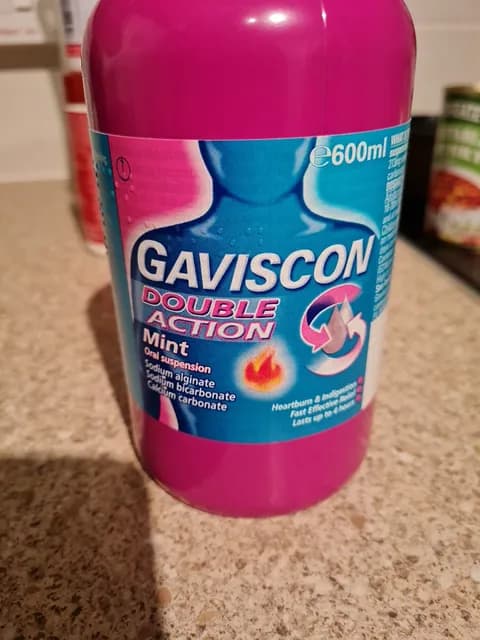 ℮600ml
GAVISCON
DOUBLE
ACTION
Mint
Oral suspension
Sodium alginate
Sodium bicarbonate
Calcium carbonate
Heartburn & Indigestion
Fast Effective Relief
Lasts up to 4 hours